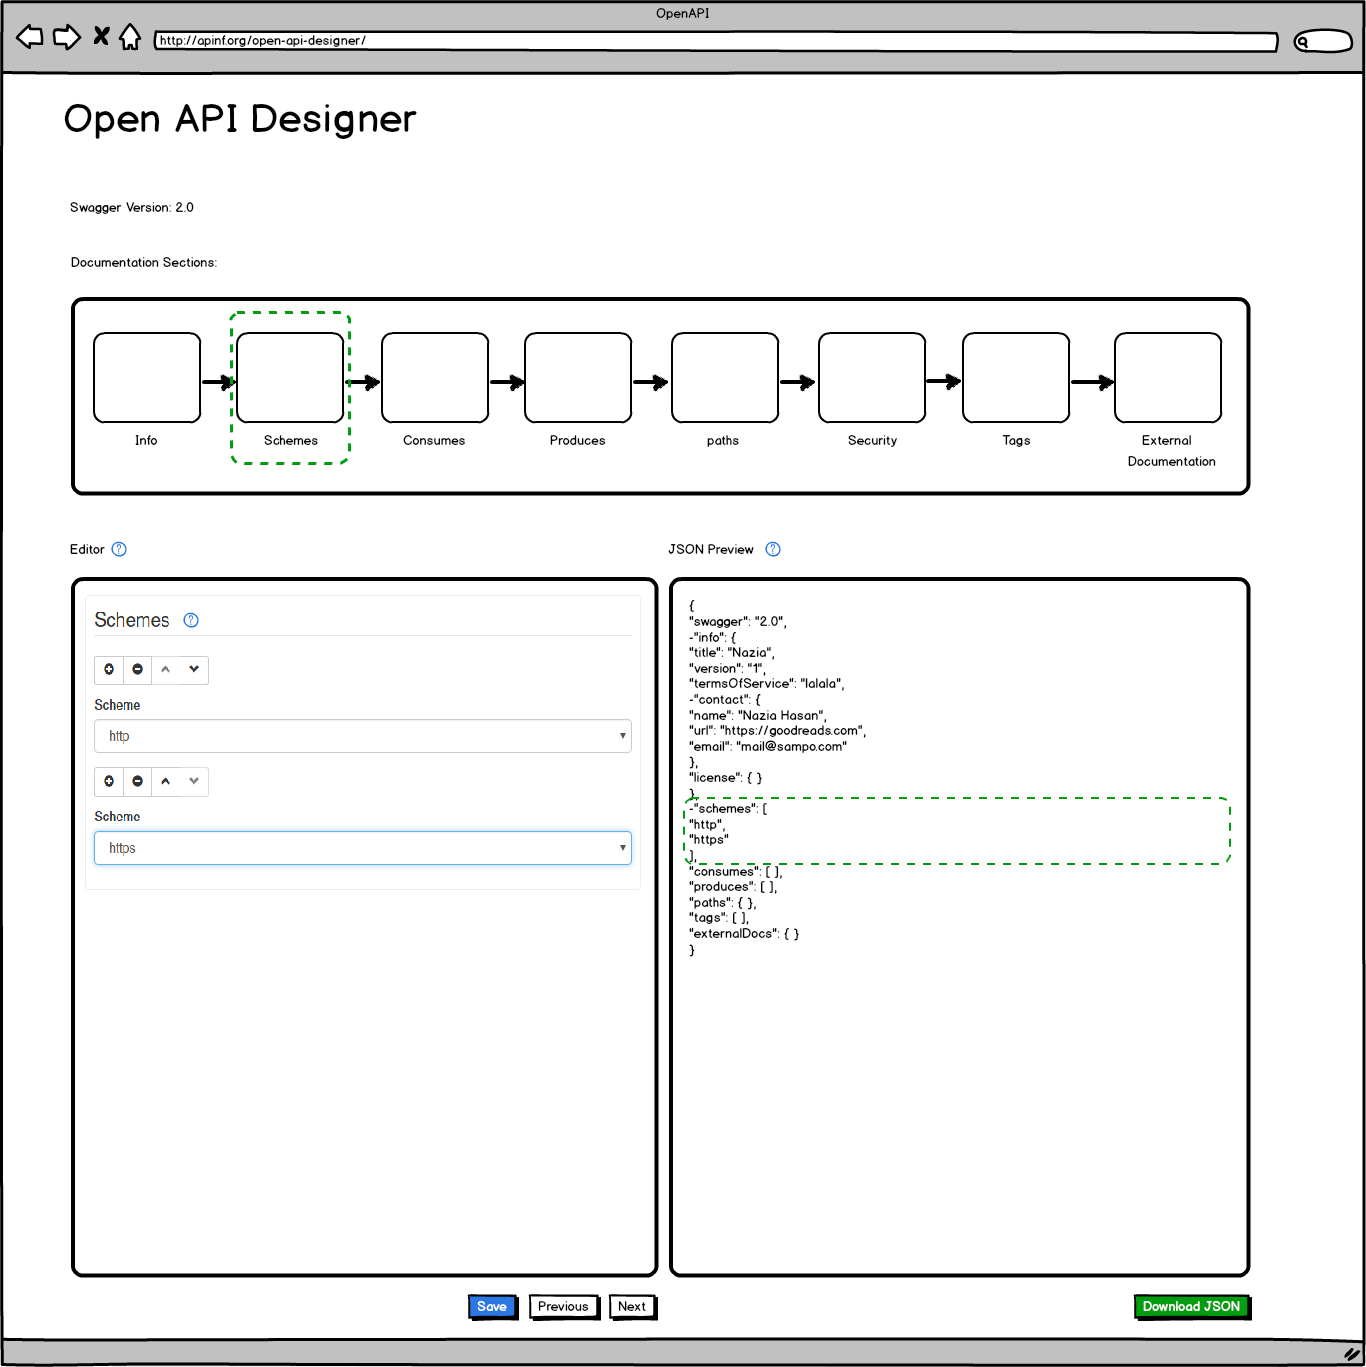 OpenAPI
http://apinf.org/open-api-designer/
Open API Designer
Swagger Version: 2.0
Documentation Sections:
Info
Schemes
Consumes
Produces
paths
Security
Tags
External
Documentation
Editor ?
JSON Preview ?
Schemes ?
Scheme
http
Scheme
https
{
"swagger": "2.0",
-"info": {
"title": "Nazia",
"version": "1",
"termsOfService": "lalala",
-"contact": {
"name": "Nazia Hasan",
"url": "https://goodreads.com",
"email": "mail@sampo.com"
},
"license": { }
},
-"schemes": [
"http",
"https"
],
"consumes": [ ],
"produces": [ ],
"paths": { },
"tags": [ ],
"externalDocs": { }
}
Save
Previous
Next
Download JSON